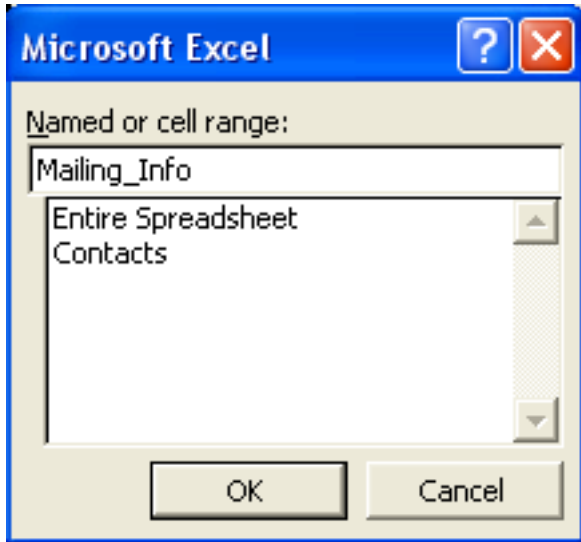 Microsoft Excel ?
Named or cell range:
Mailing_Info
Entire Spreadsheet
Contacts
OK Cancel